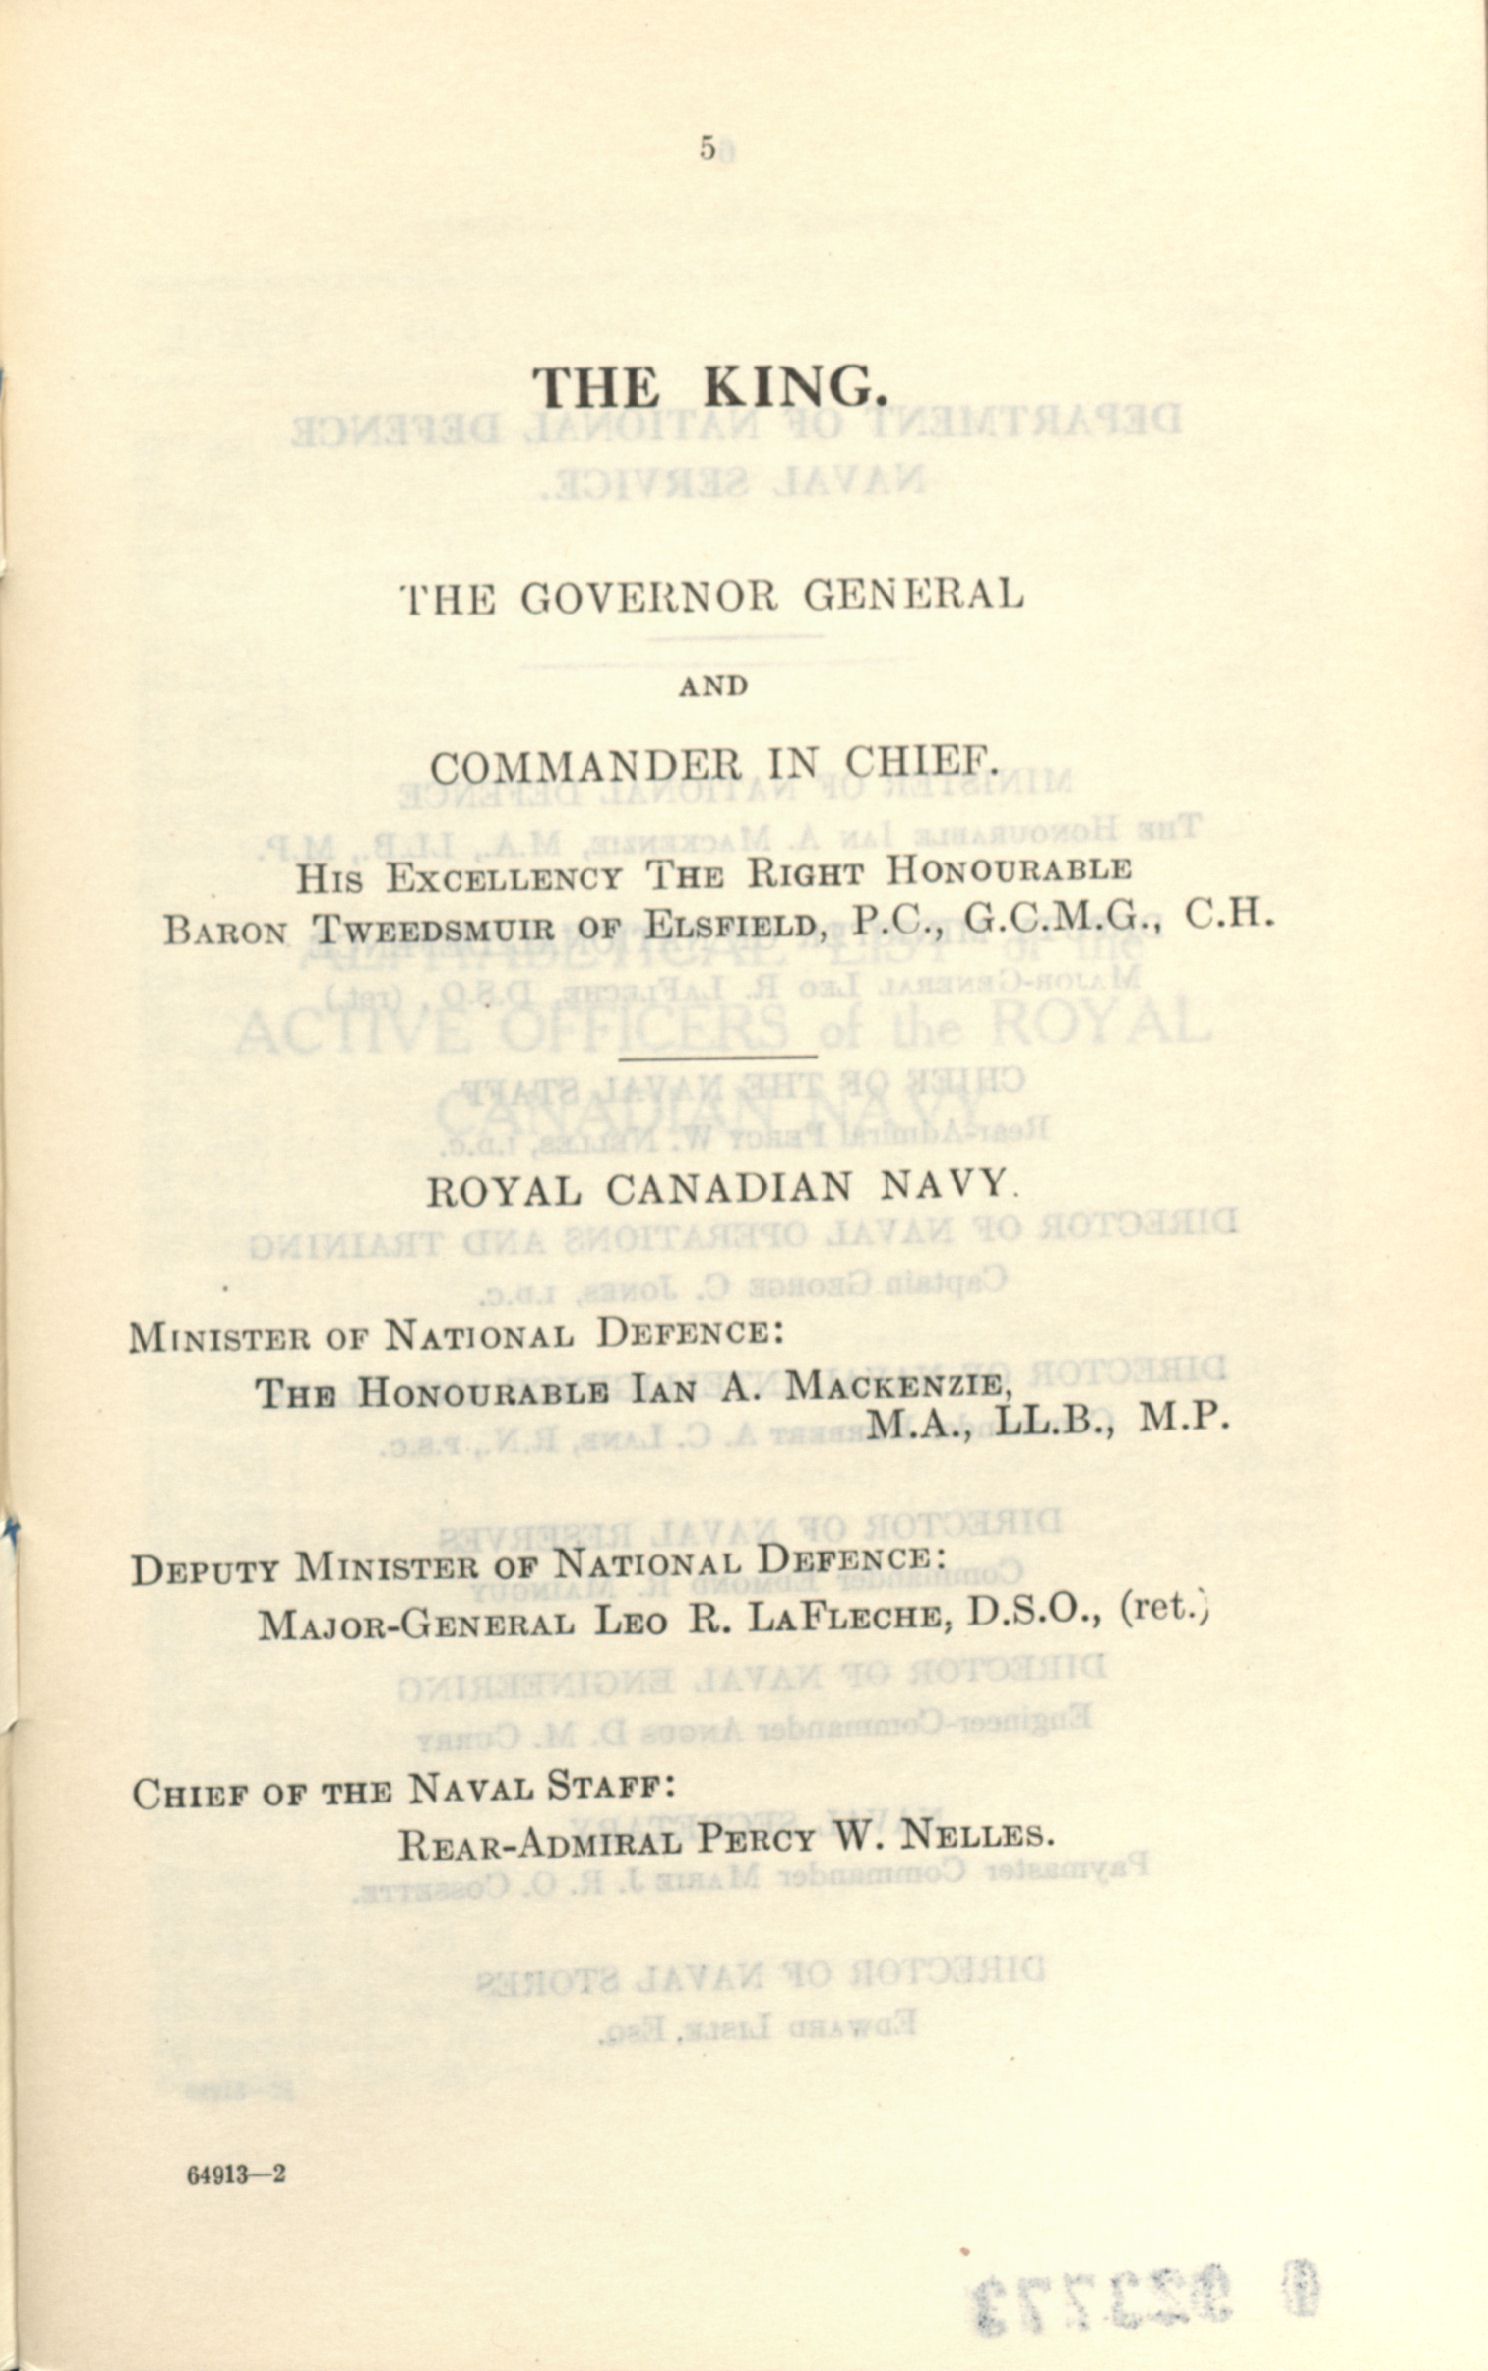 5
THE KING.
THE GOVERNOR GENERAL
AND
COMMANDER IN CHIEF.
HIS EXCELLENCY THE RIGHT HONOURABLE
BARON TWEEDSMUIR OF ELSFIELD, P.C., G.C.M.G., C.H.
ROYAL CANADIAN NAVY.
MINISTER OF NATIONAL DEFENCE:
THE HONOURABLE IAN A. MACKENZIE,
M.A., LL.B., M.P.
DEPUTY MINISTER OF NATIONAL DEFENCE:
MAJOR-GENERAL LEO R. LAFLECHE, D.S.O., (ret.)
CHIEF OF THE NAVAL STAFF:
REAR-ADMIRAL PERCY W. NELLES.
64913—2